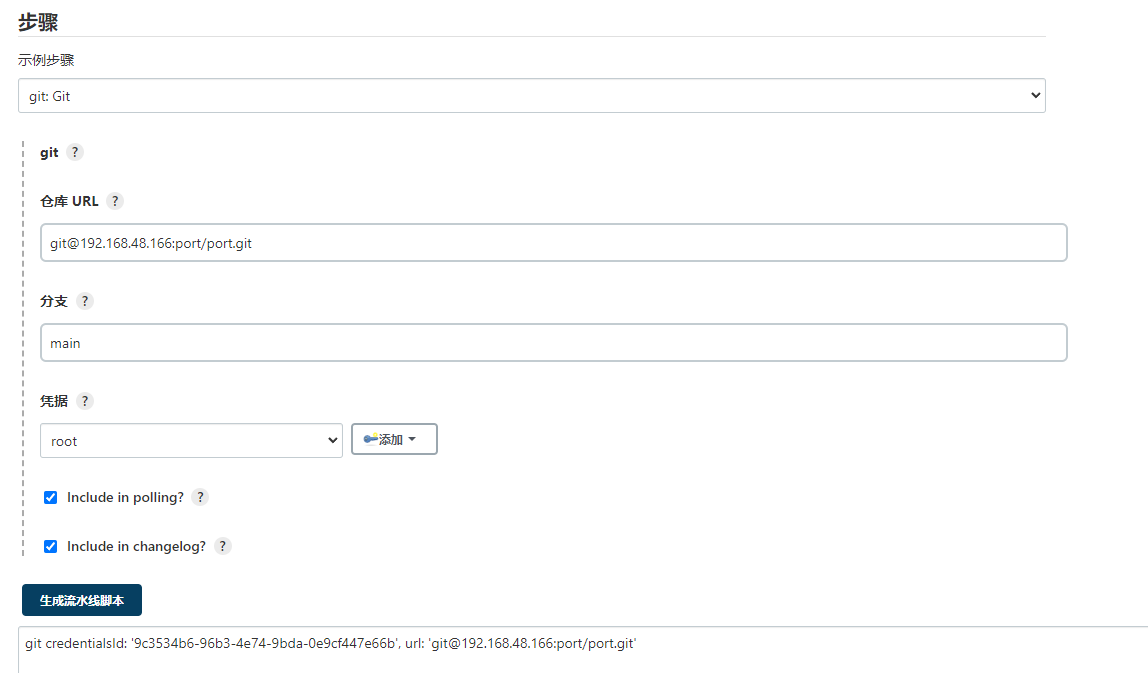 步骤
示例步骤
git: Git
git ?
仓库 URL ?
git@192.168.48.166:port/port.git
分支 ?
main
凭据 ?
root 添加
Include in polling? ?
Include in changelog? ?
生成流水线脚本
git credentialsId: '9c3534b6-96b3-4e74-9bda-0e9cf447e66b', url: 'git@192.168.48.166:port/port.git'